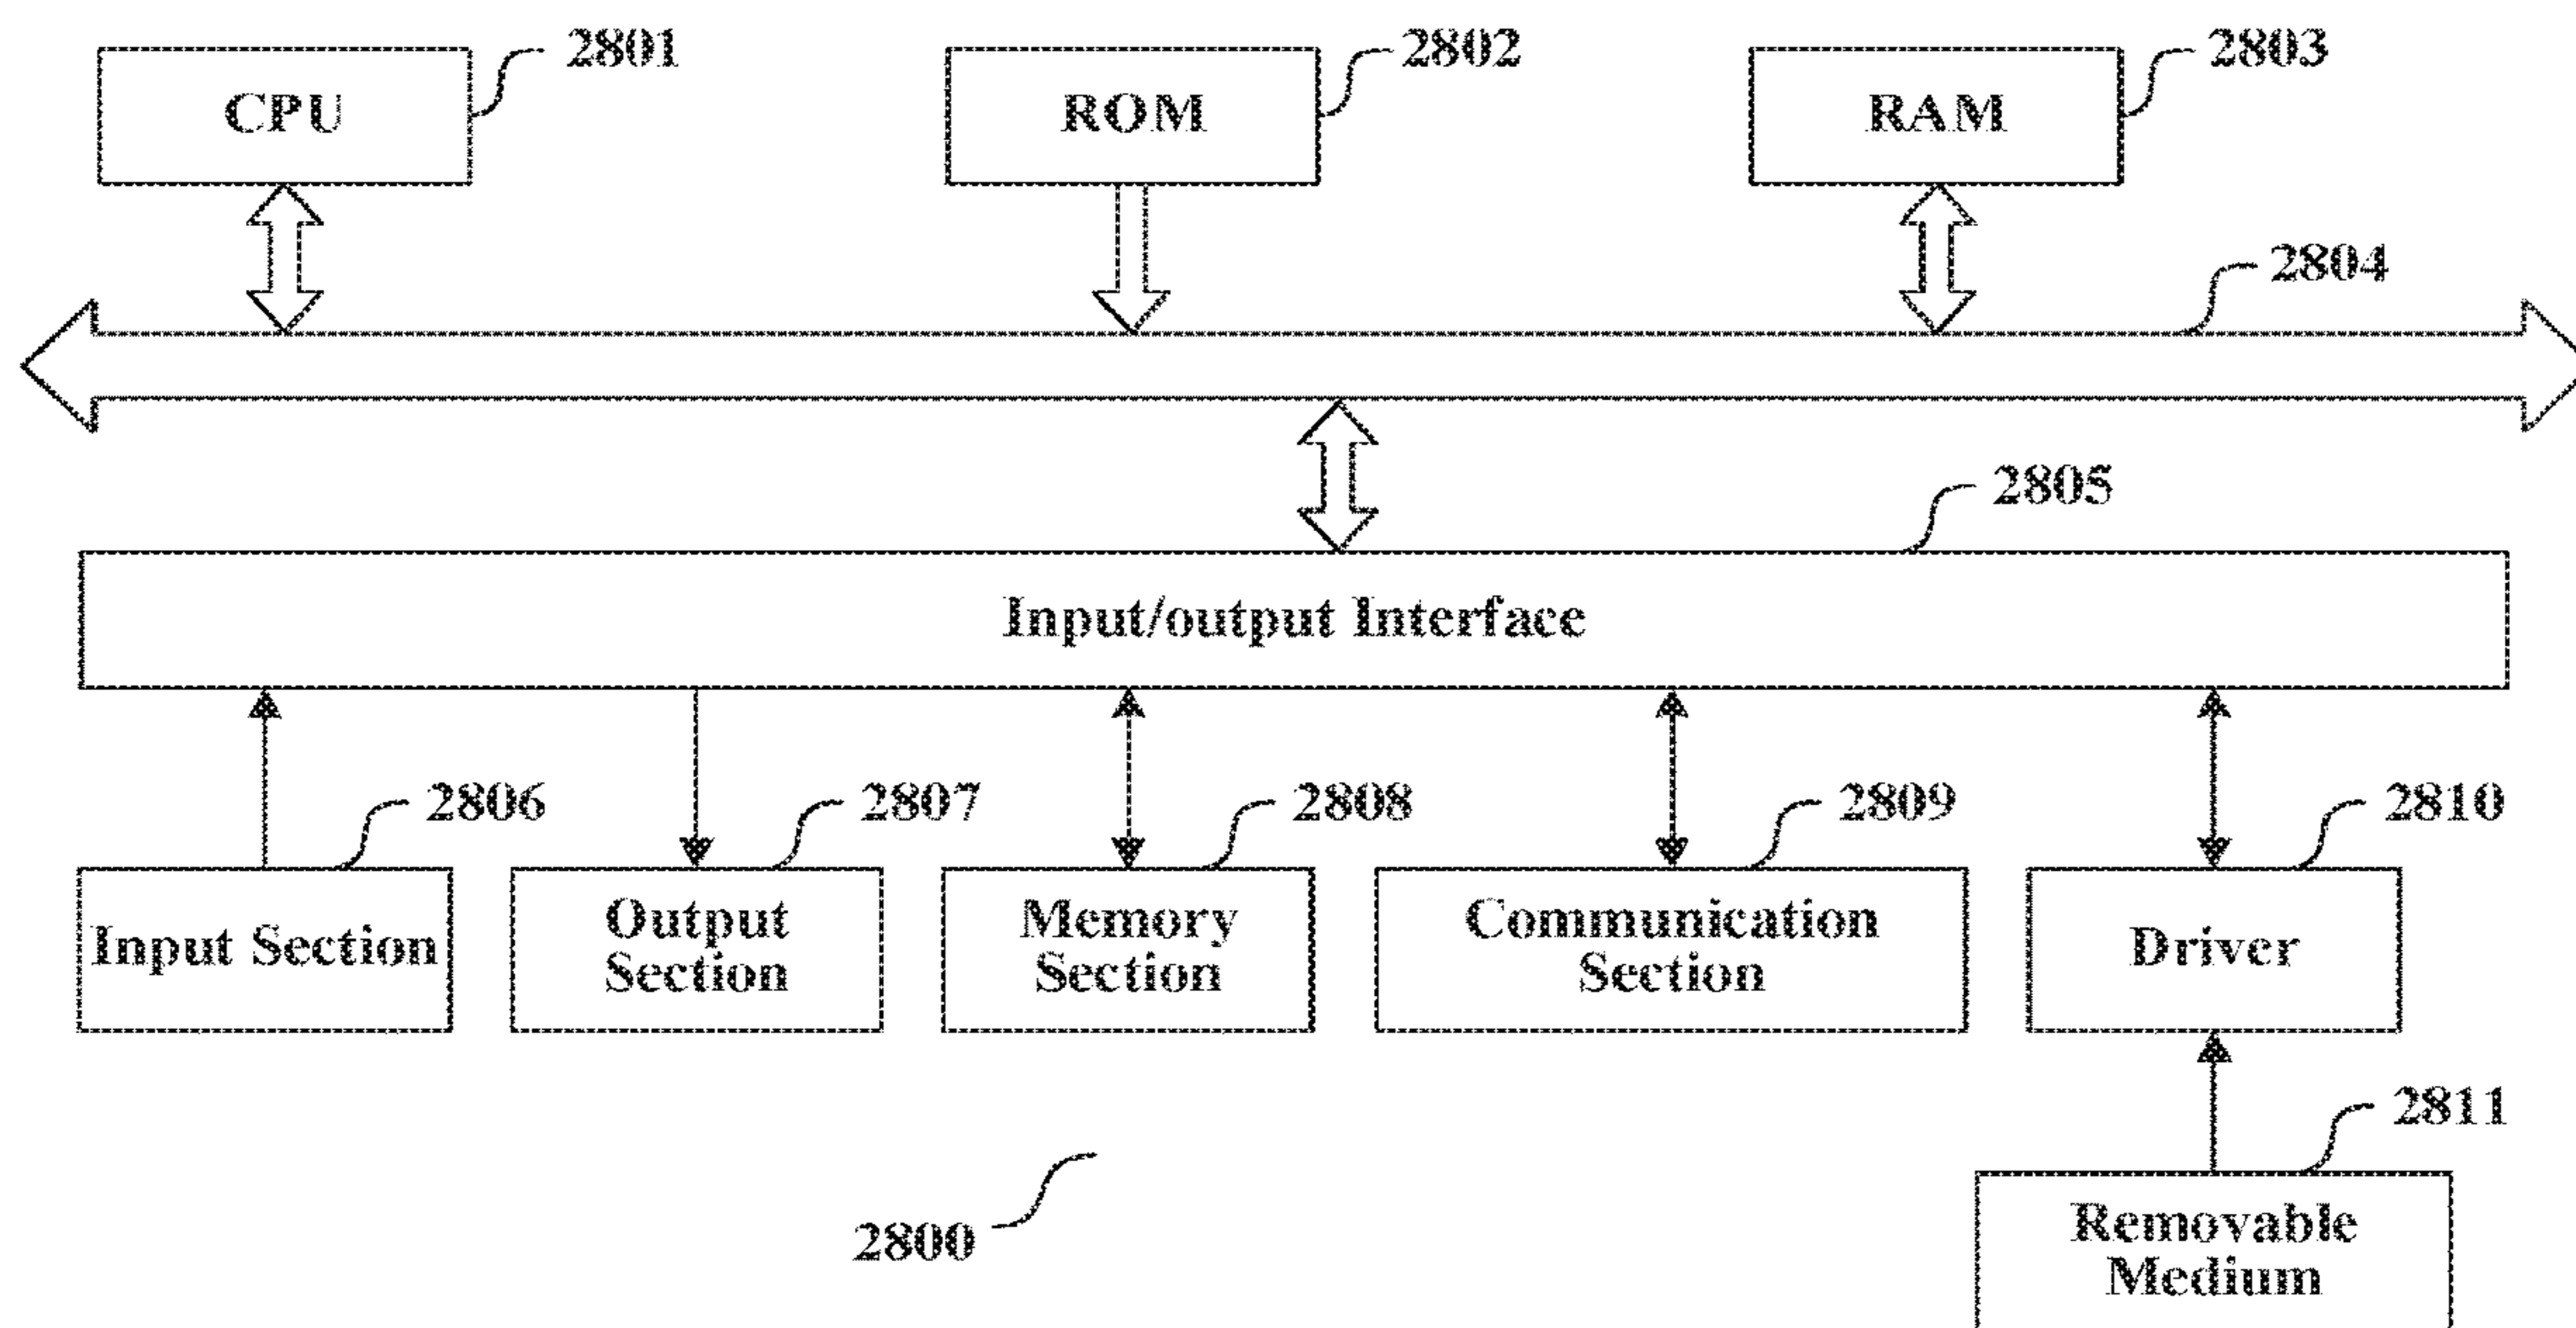 2801
2802
2803
CPU
ROM
RAM
2804
2805
Input/output Interface
2806
2807
2808
2809
2810
Input Section
Output
Section
Memory
Section
Communication
Section
Driver
2811
2800
Removable
Medium